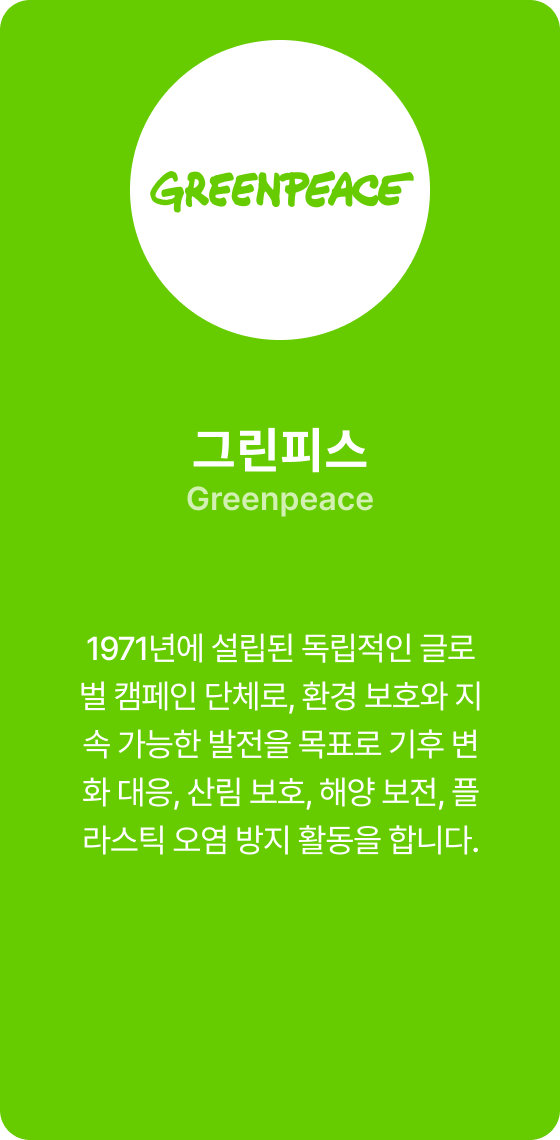 GREENPEACE
그린피스
Greenpeace
1971년에 설립된 독립적인 글로
벌 캠페인 단체로, 환경 보호와 지
속 가능한 발전을 목표로 기후 변
화 대응, 산림 보호, 해양 보전, 플
라스틱 오염 방지 활동을 합니다.